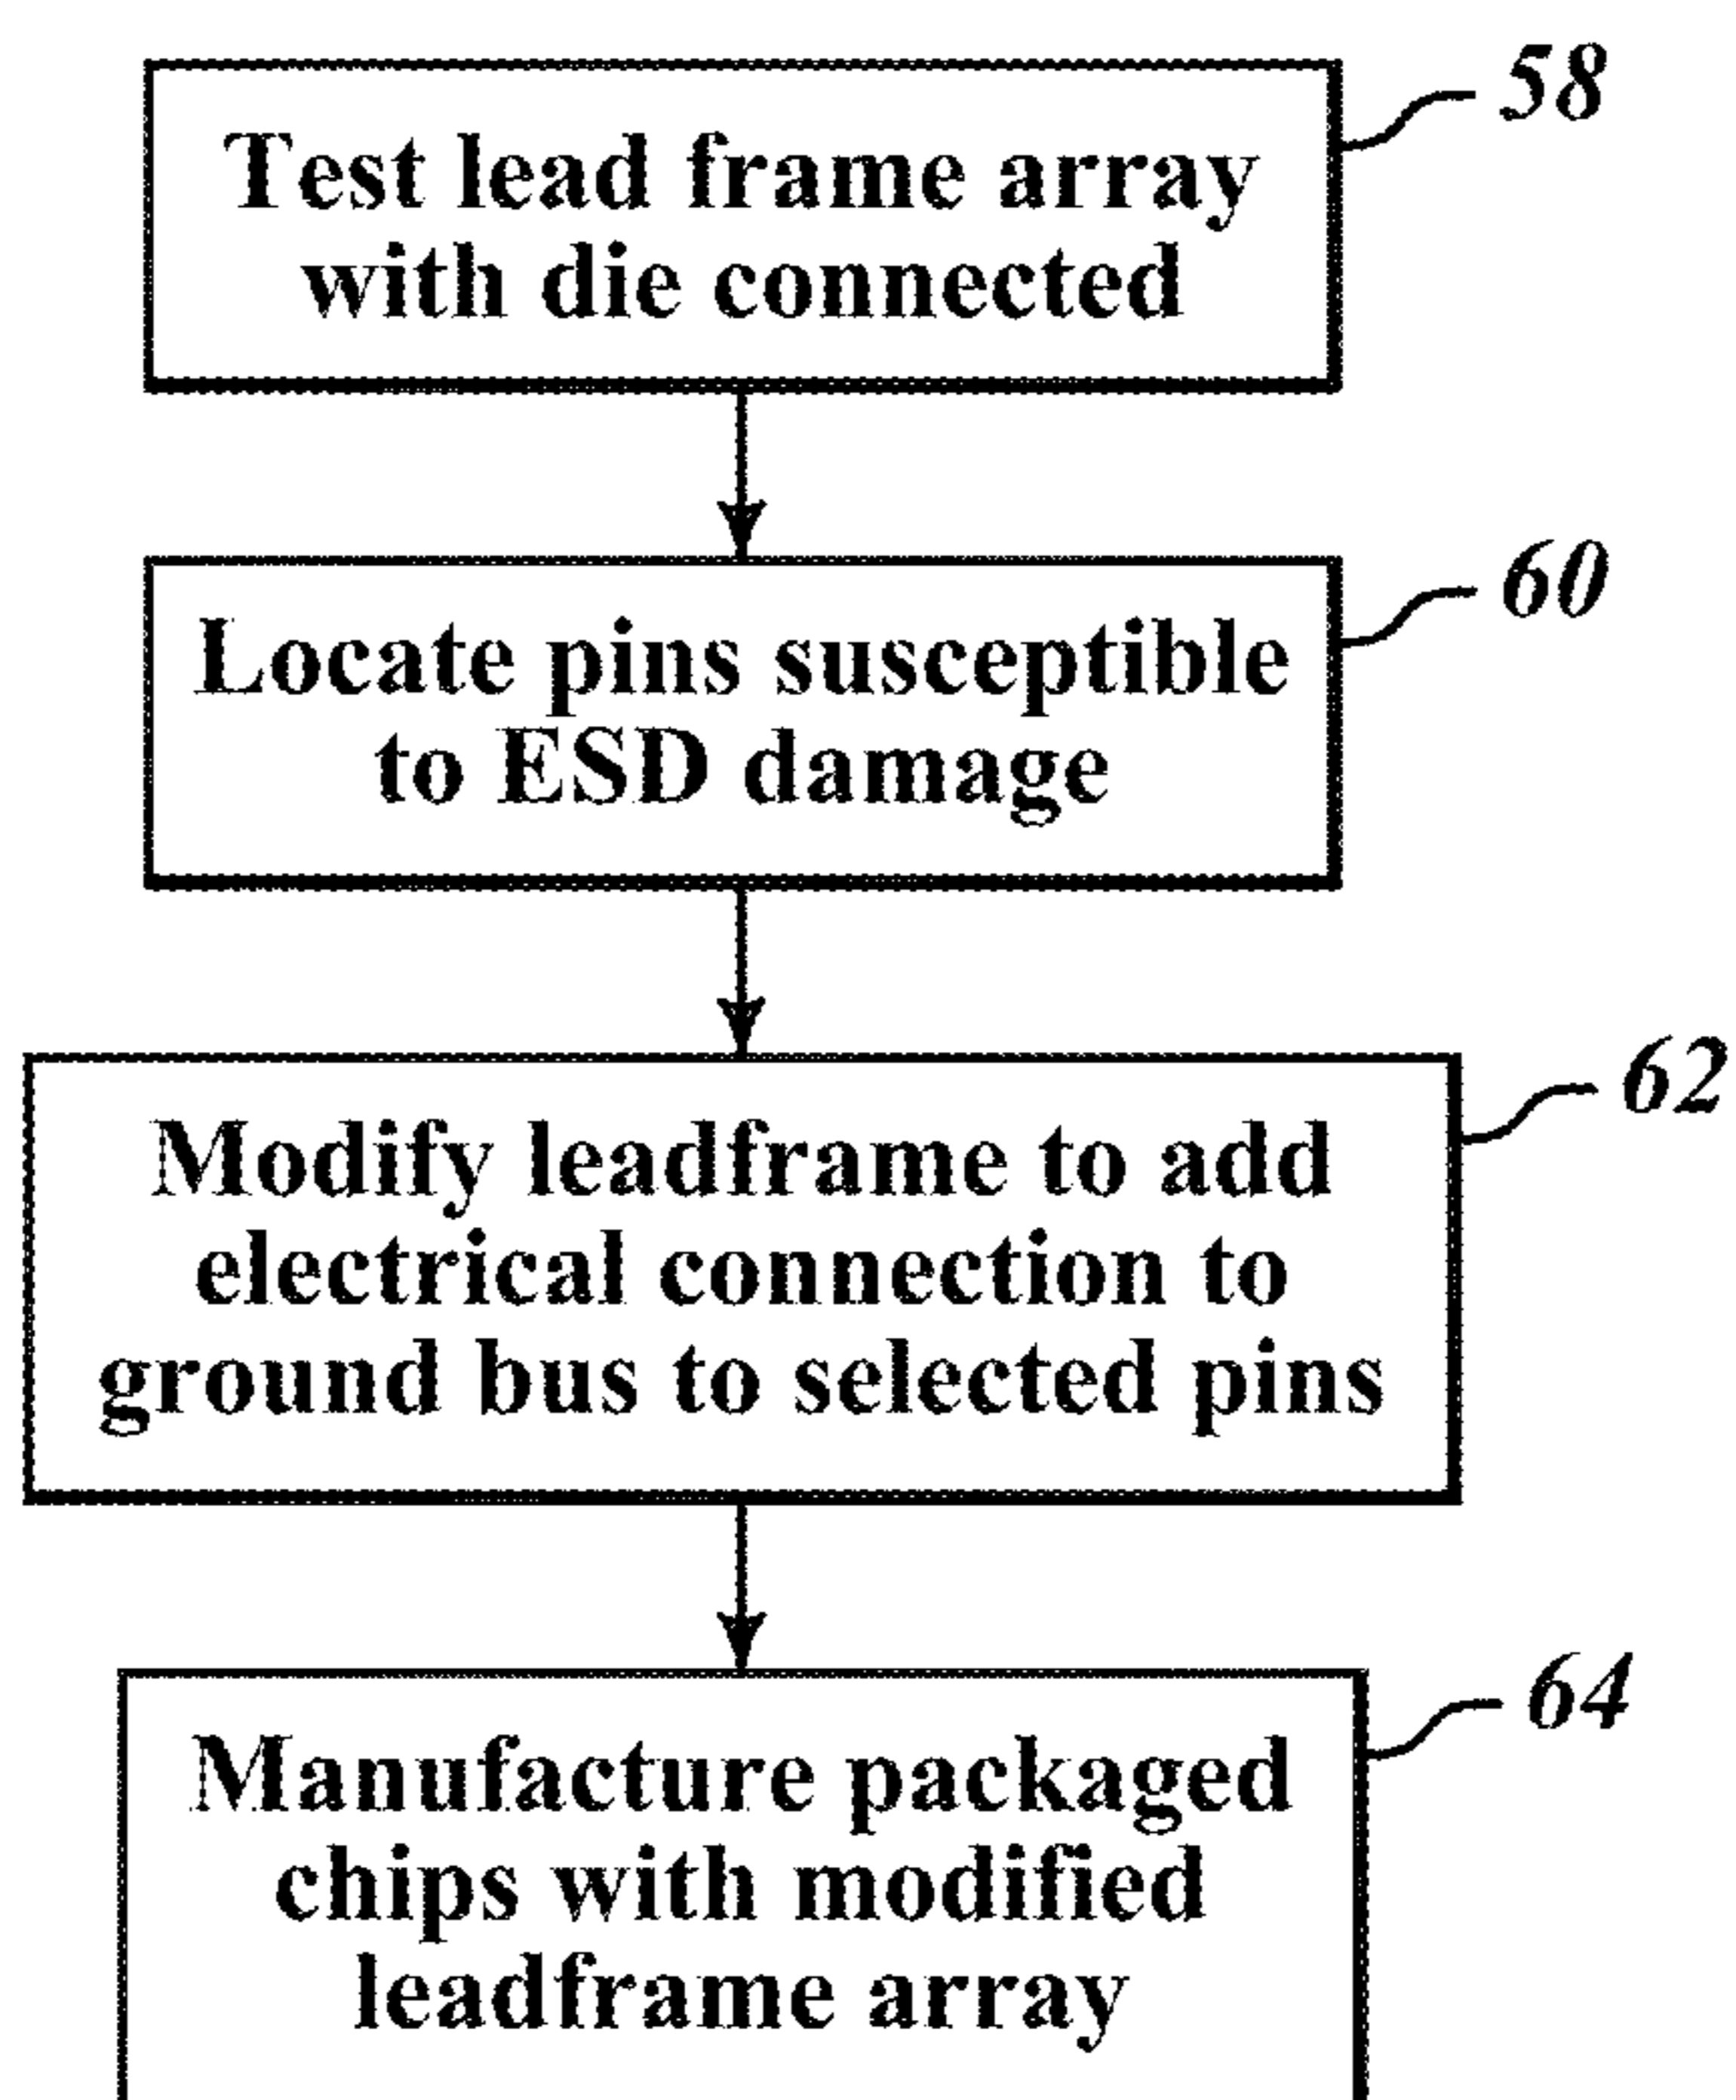 58
Test lead frame array
with die connected
60
Locate pins susceptible
to ESD damage
62
Modify leadframe to add
electrical connection to
ground bus to selected pins
64
Manufacture packaged
chips with modified
leadframe array